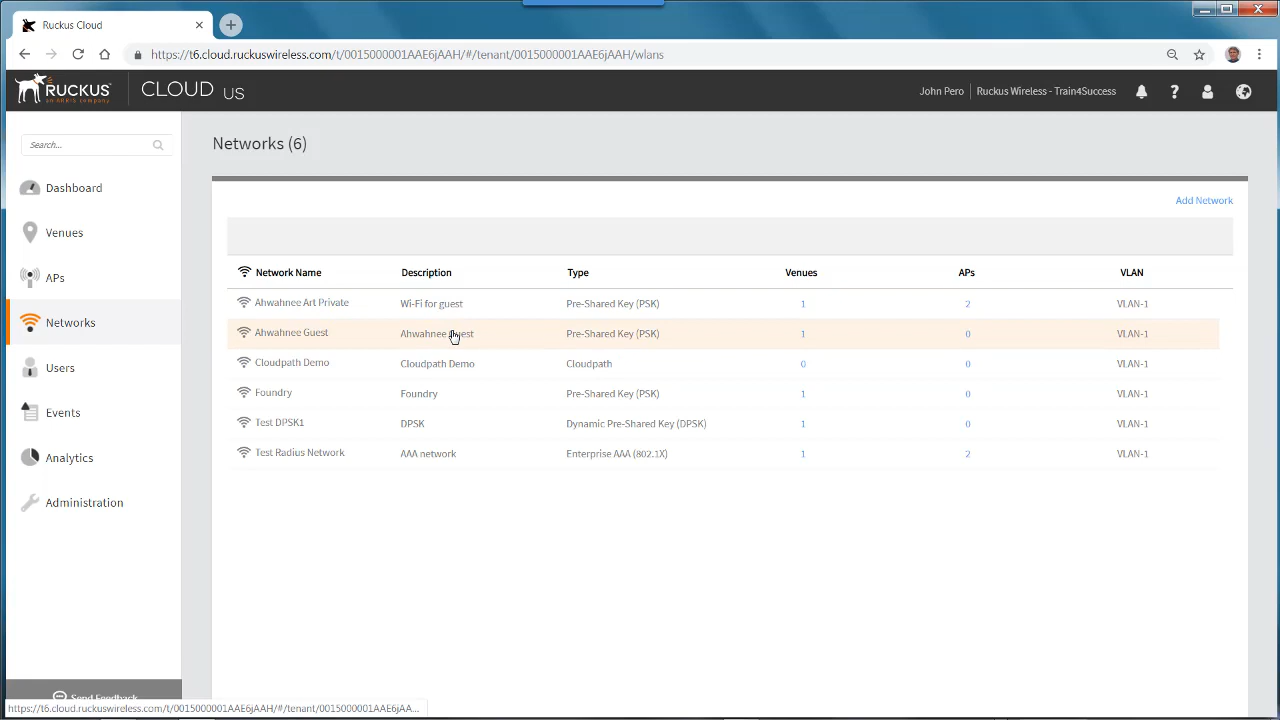 Ruckus Cloud
https://t6.cloud.ruckuswireless.com/t/0015000001AAE6jAAH/#/tenant/0015000001AAE6jAAH/wlans
RUCKUS
an ARRIS company
CLOUD US
John Pero
Ruckus Wireless - Train4Success
Search...
Dashboard
Venues
APs
Networks
Users
Events
Analytics
Administration
Send Feedback
Networks (6)
Add Network
Network Name Description Type Venues APs VLAN
Ahwahnee Art Private Wi-Fi for guest Pre-Shared Key (PSK) 1 2 VLAN-1
Ahwahnee Guest Ahwahnee guest Pre-Shared Key (PSK) 1 0 VLAN-1
Cloudpath Demo Cloudpath Demo Cloudpath 0 0 VLAN-1
Foundry Foundry Pre-Shared Key (PSK) 1 0 VLAN-1
Test DPSK1 DPSK Dynamic Pre-Shared Key (DPSK) 1 0 VLAN-1
Test Radius Network AAA network Enterprise AAA (802.1X) 1 2 VLAN-1
https://t6.cloud.ruckuswireless.com/t/0015000001AAE6jAAH/#/tenant/0015000001AAE6jAA...